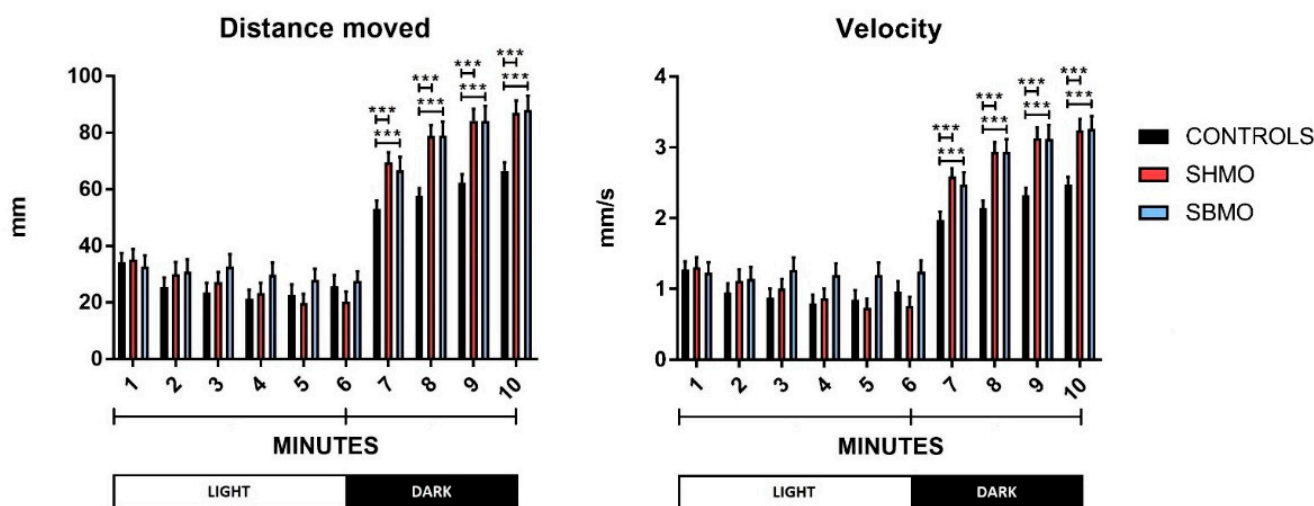 Distance moved
mm
100
80
60
40
20
0
*** *** *** ***
*** *** *** ***
1 2 3 4 5 6 7 8 9 10
MINUTES
LIGHT DARK
Velocity
mm/s
4
3
2
1
0
*** *** *** ***
*** *** *** ***
1 2 3 4 5 6 7 8 9 10
MINUTES
LIGHT DARK
CONTROLS
SHMO
SBMO